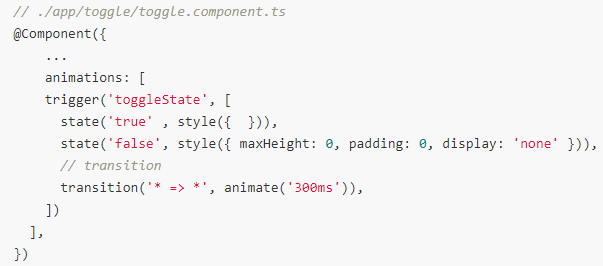 // ./app/toggle/toggle.component.ts
@Component({
    ...
    animations: [
    trigger('toggleState', [
      state('true' , style({  })),
      state('false', style({ maxHeight: 0, padding: 0, display: 'none' })),
      // transition
      transition('* => *', animate('300ms')),
    ])
  ],
})